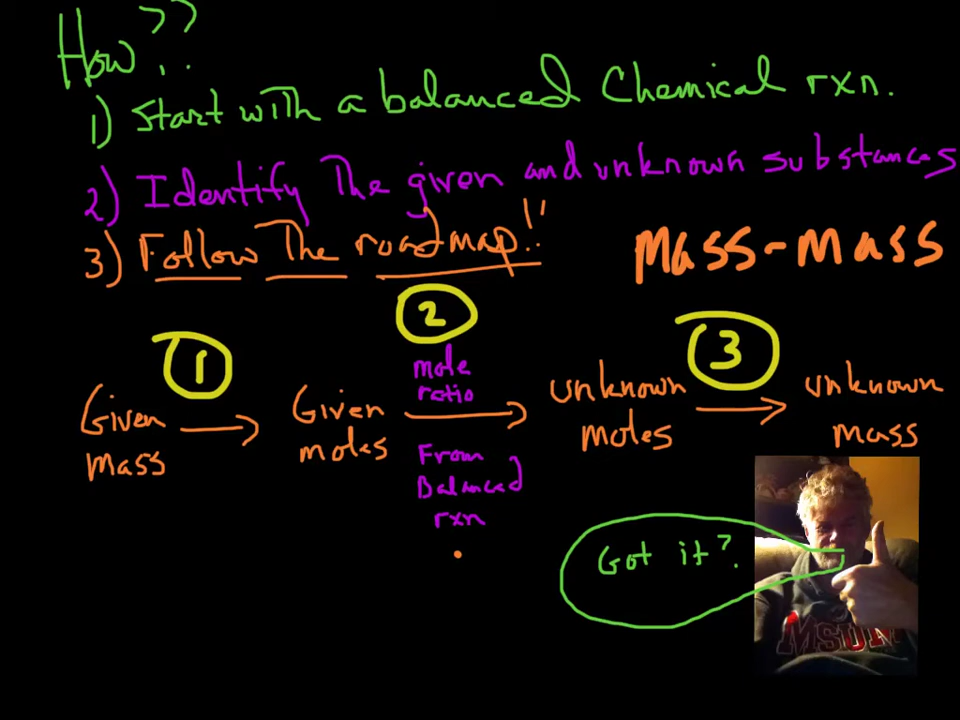 How??
1) Start with a balanced Chemical rxn.
2) Identify The given and unknown substances
3) Follow The roadmap!!
Mass-Mass
1
2
3
Given mass
Given moles
mole ratio
From Balanced rxn
unknown moles
unknown mass
Got it?
MSUM